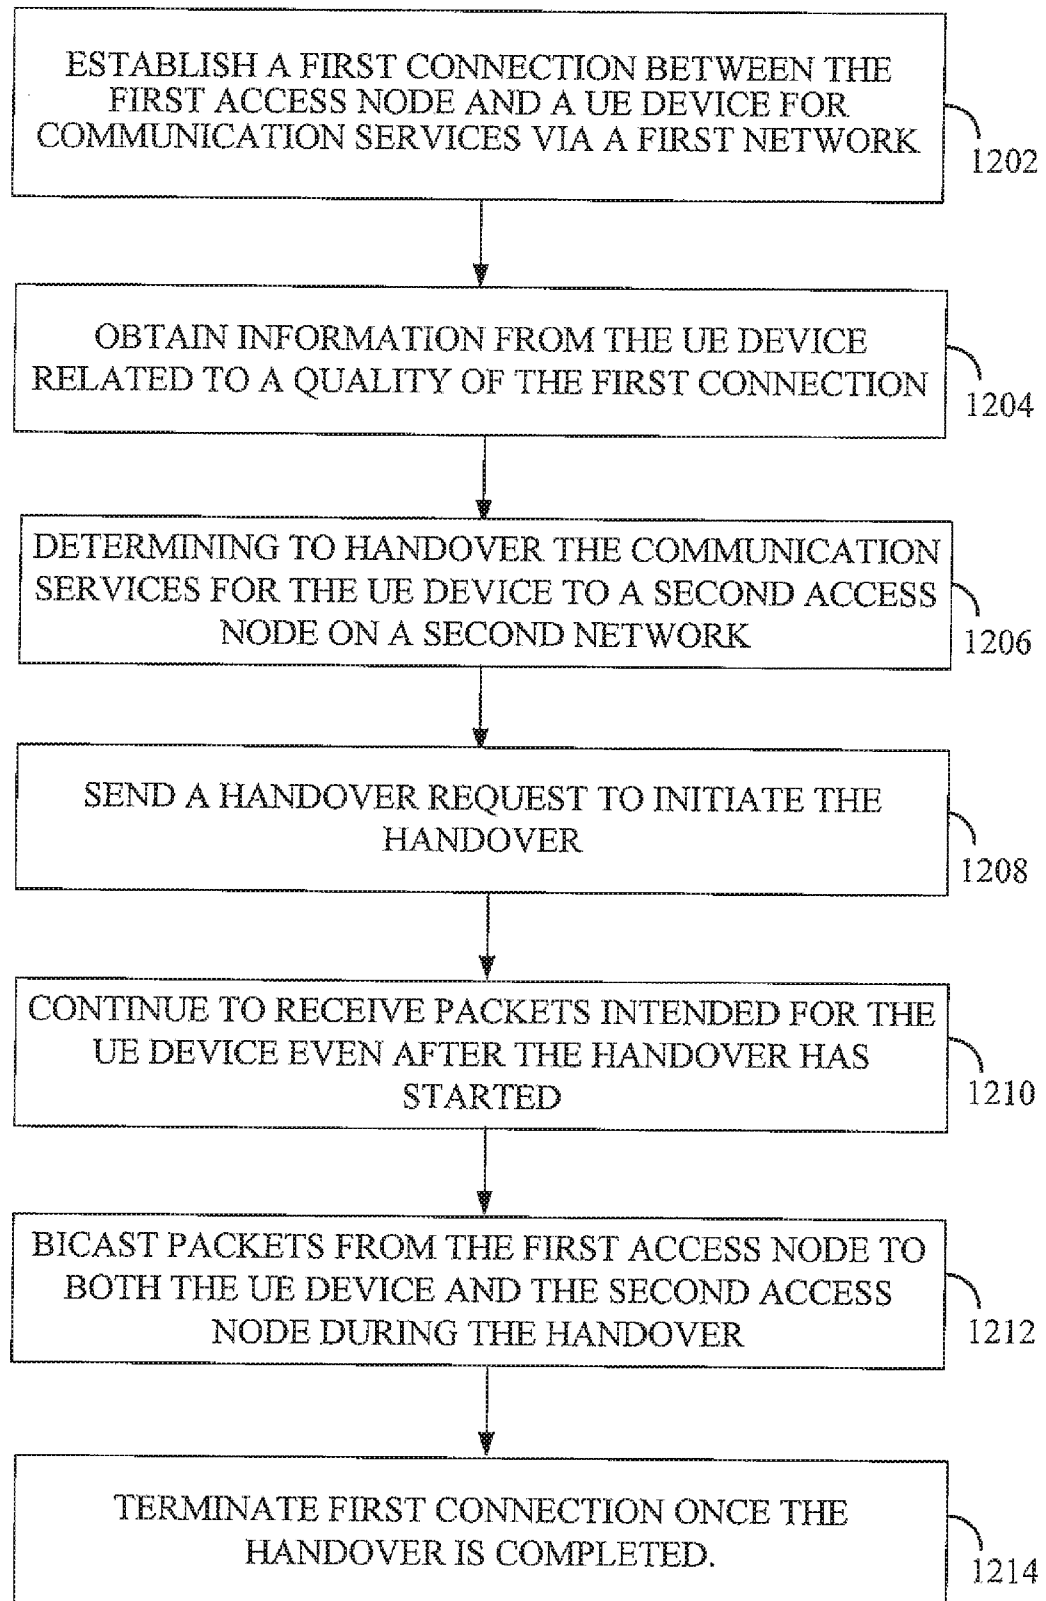 ESTABLISH A FIRST CONNECTION BETWEEN THE
FIRST ACCESS NODE AND A UE DEVICE FOR
COMMUNICATION SERVICES VIA A FIRST NETWORK
1202
OBTAIN INFORMATION FROM THE UE DEVICE
RELATED TO A QUALITY OF THE FIRST CONNECTION
1204
DETERMINING TO HANDOVER THE COMMUNICATION
SERVICES FOR THE UE DEVICE TO A SECOND ACCESS
NODE ON A SECOND NETWORK
1206
SEND A HANDOVER REQUEST TO INITIATE THE
HANDOVER
1208
CONTINUE TO RECEIVE PACKETS INTENDED FOR THE
UE DEVICE EVEN AFTER THE HANDOVER HAS
STARTED
1210
BICAST PACKETS FROM THE FIRST ACCESS NODE TO
BOTH THE UE DEVICE AND THE SECOND ACCESS
NODE DURING THE HANDOVER
1212
TERMINATE FIRST CONNECTION ONCE THE
HANDOVER IS COMPLETED.
1214